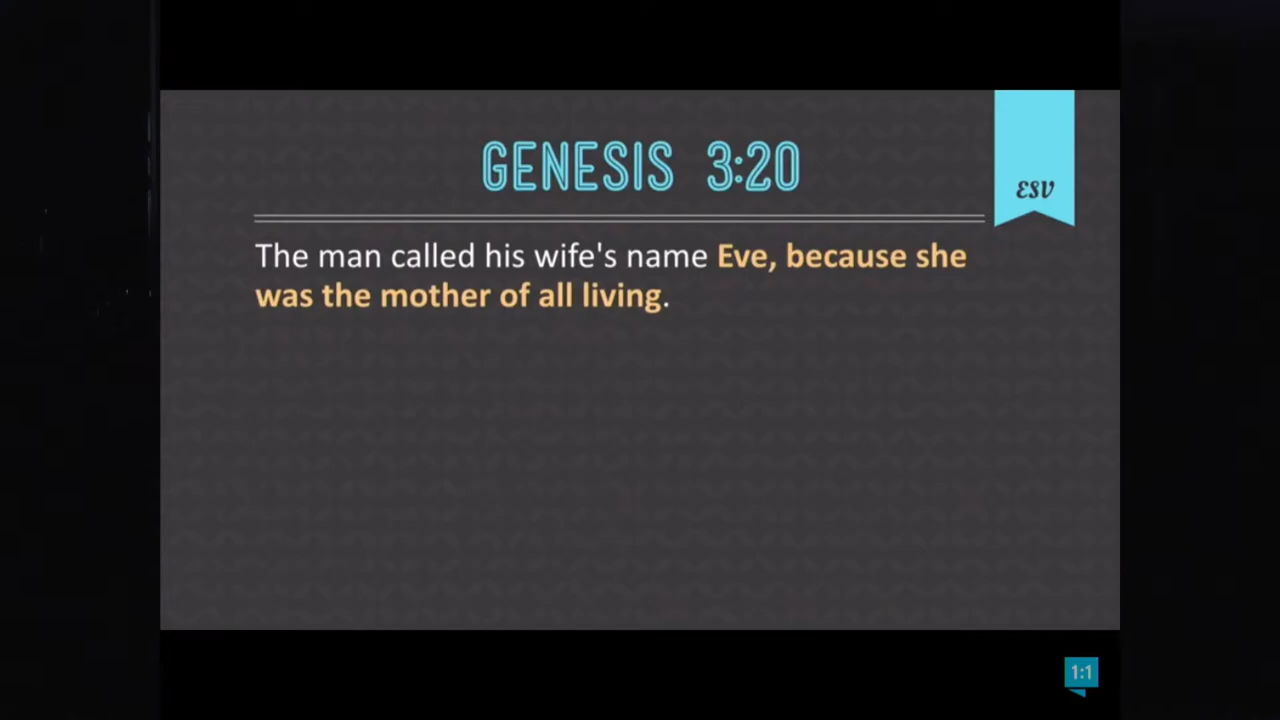 GENESIS 3:20
ESV
The man called his wife's name Eve, because she
was the mother of all living.
1:1